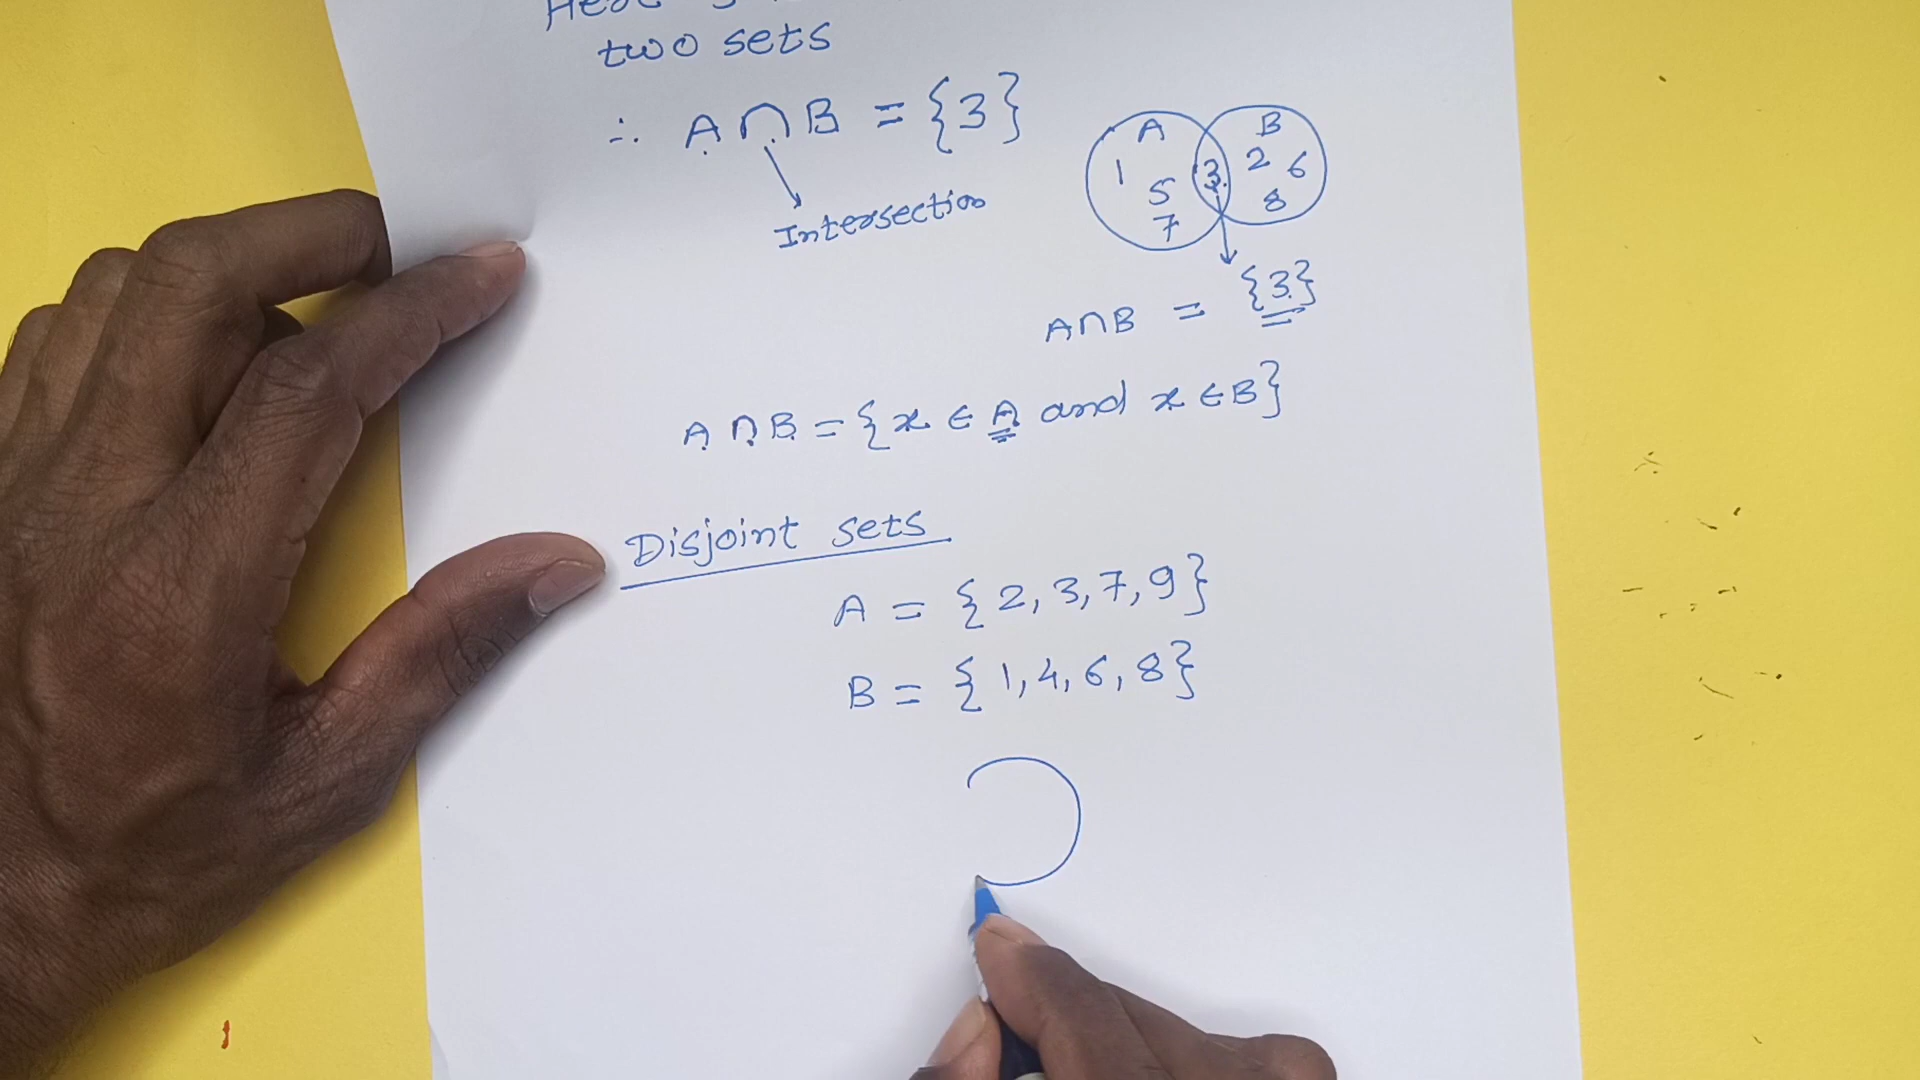 two sets
∴ A∩B = {3}
Intersection
A B
1 5 7 3 2 6 8
A∩B = {3}
A∩B = {x ∈ A and x ∈ B}
Disjoint sets
A = {2, 3, 7, 9}
B = {1, 4, 6, 8}